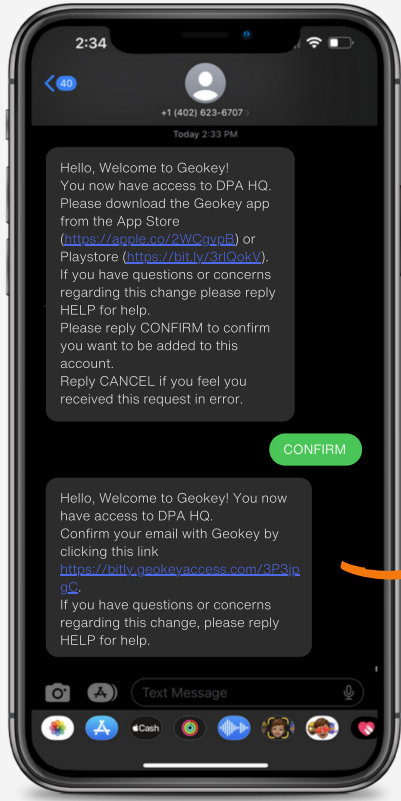 2:34
40
+1 (402) 623-6707
Today 2:33 PM
Hello, Welcome to Geokey!
You now have access to DPA HQ.
Please download the Geokey app
from the App Store
(https://apple.co/2WCgvpB) or
Playstore (https://bit.ly/3rIQokV).
If you have questions or concerns
regarding this change please reply
HELP for help.
Please reply CONFIRM to confirm
you want to be added to this
account.
Reply CANCEL if you feel you
received this request in error.
CONFIRM
Hello, Welcome to Geokey! You now
have access to DPA HQ.
Confirm your email with Geokey by
clicking this link
https://bitly.geokeyaccess.com/3P3jp
gC.
If you have questions or concerns
regarding this change, please reply
HELP for help.
Text Message
Cash